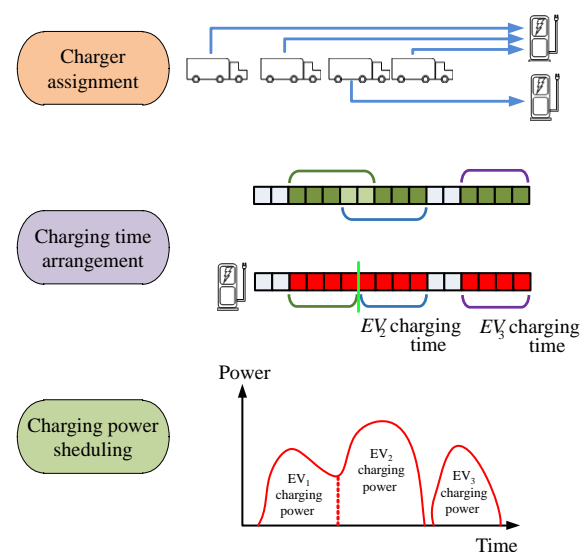 Charger
assignment
Charging time
arrangement
EV₂ charging
time
EV₃ charging
time
Charging power
sheduling
Power
EV₁
charging
power
EV₂
charging
power
EV₃
charging
power
Time